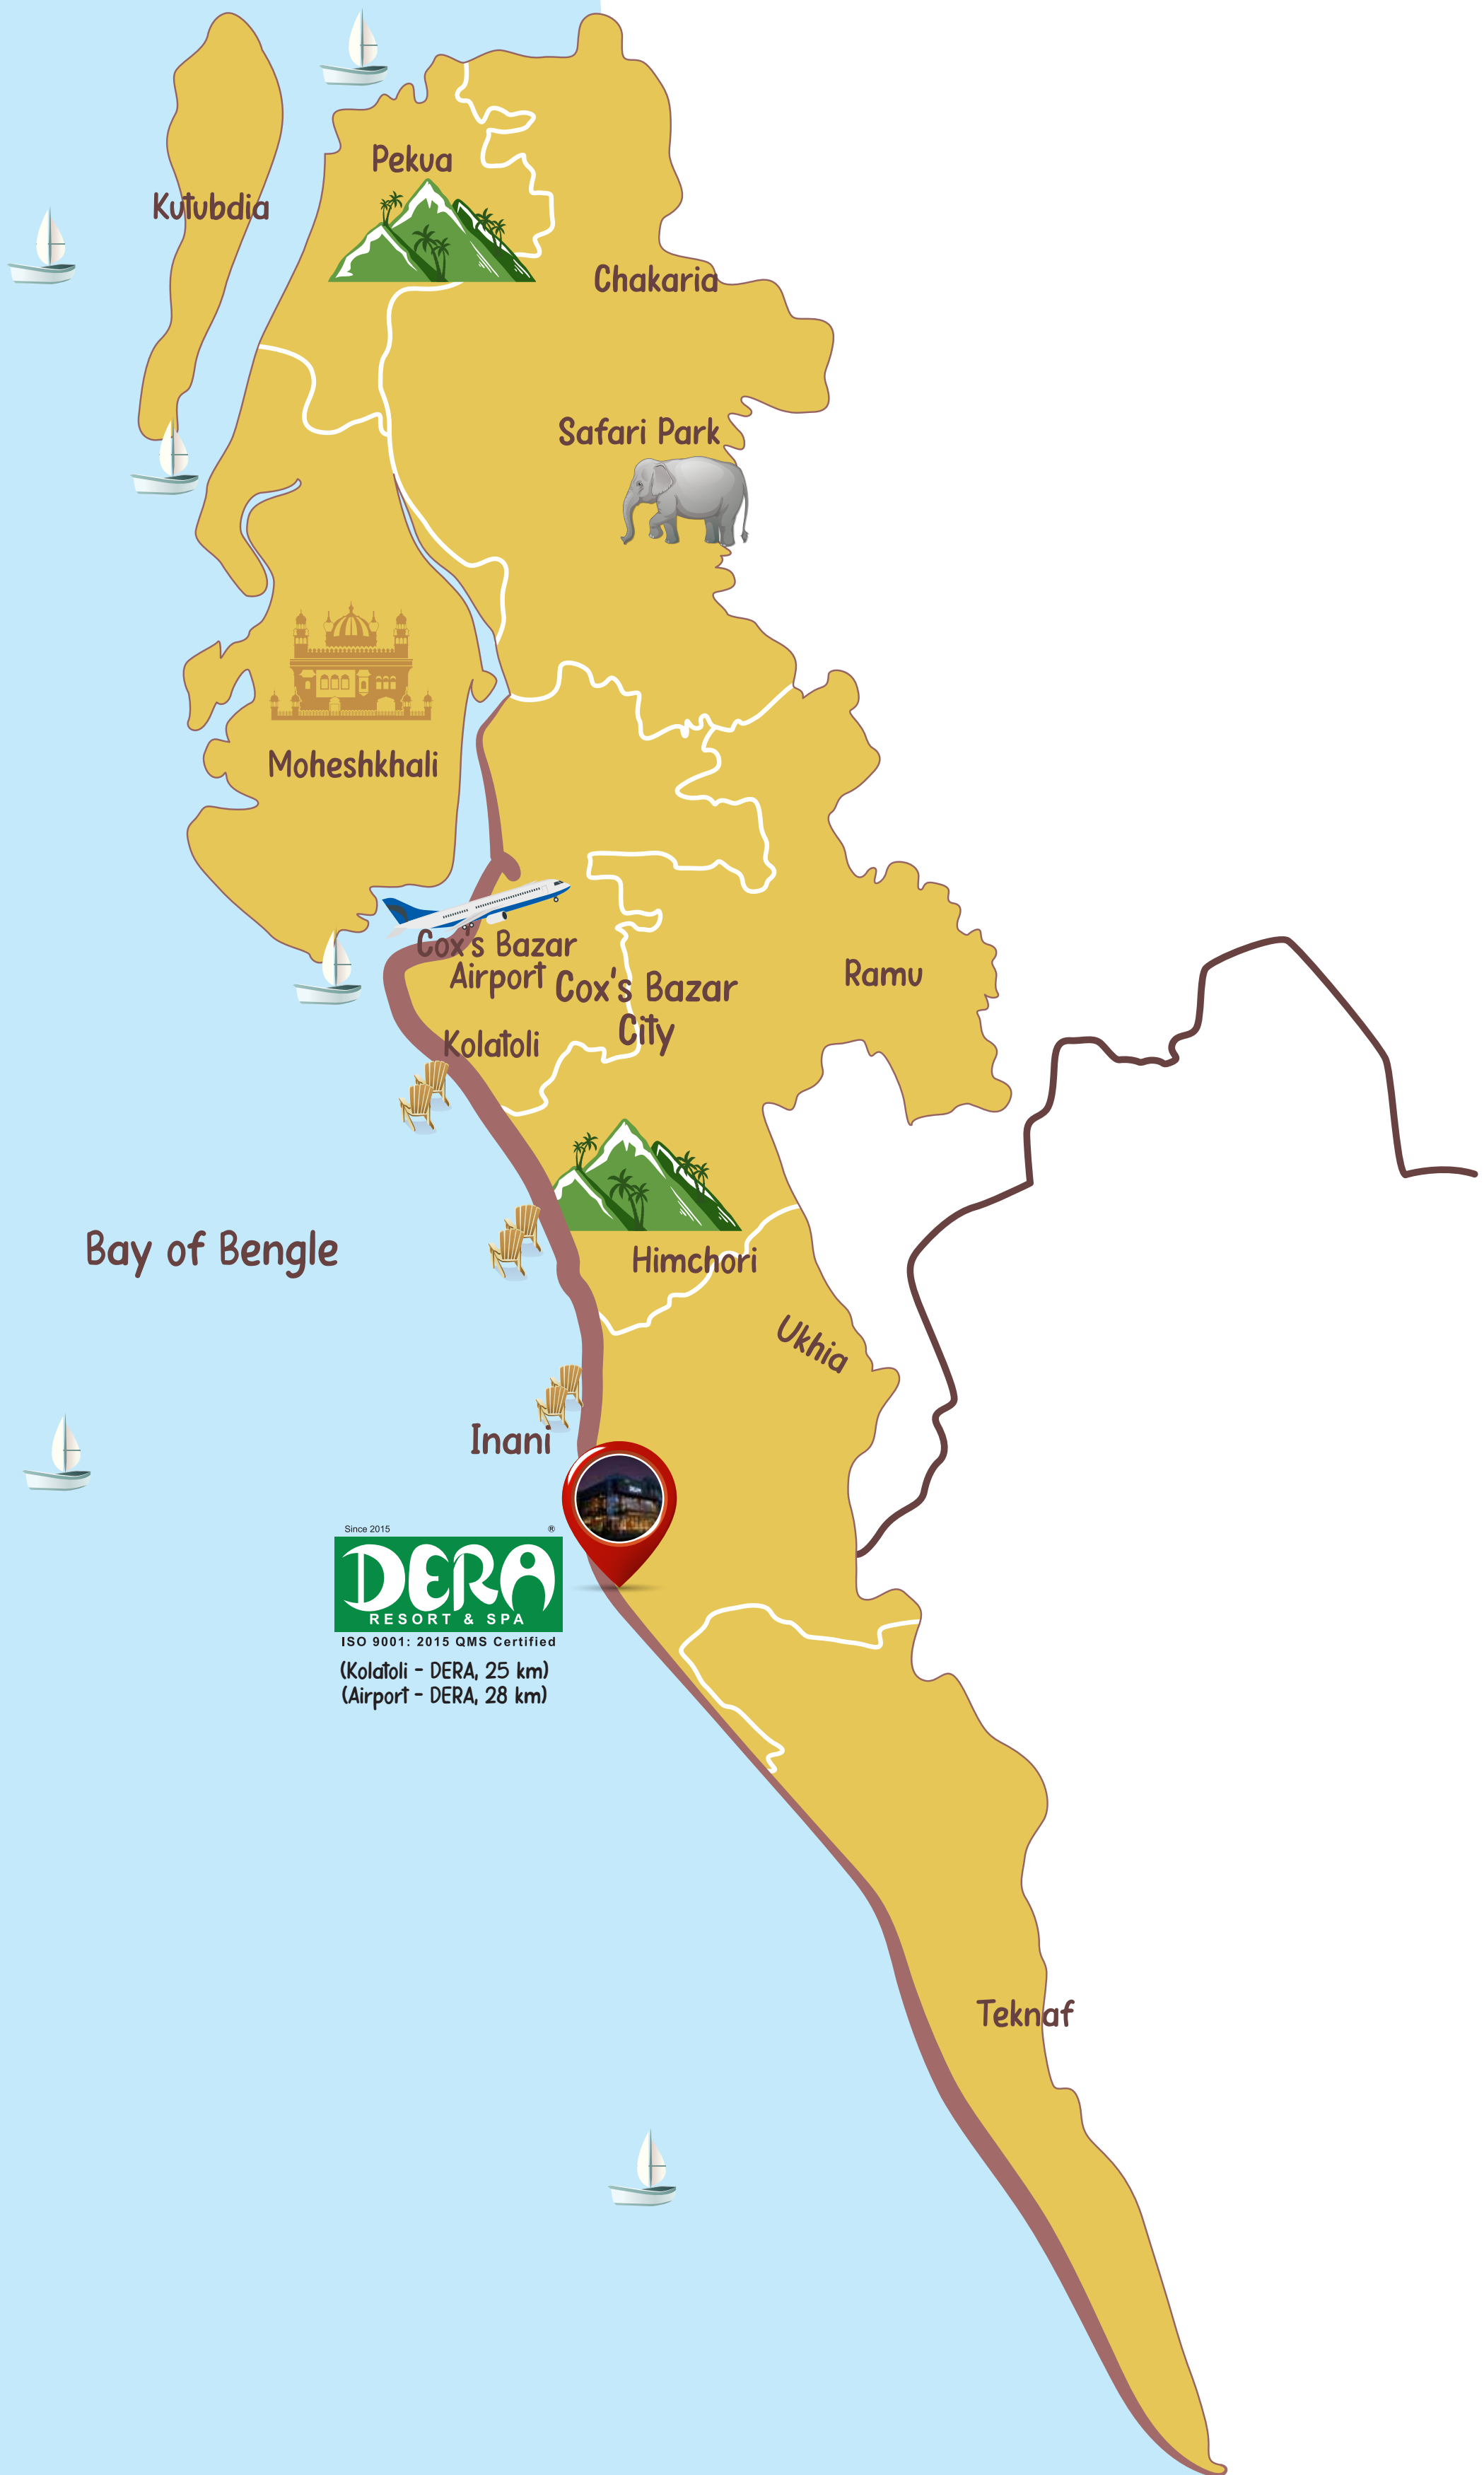 Pekua
Kutubdia
Chakaria
Safari Park
Moheshkhali
Cox's Bazar
Airport
Cox's Bazar
City
Ramu
Kolatoli
Bay of Bengle
Himchori
Ukhia
Inani
Since 2015 ®
DERA
RESORT & SPA
ISO 9001: 2015 QMS Certified
(Kolatoli - DERA, 25 km)
(Airport - DERA, 28 km)
Teknaf